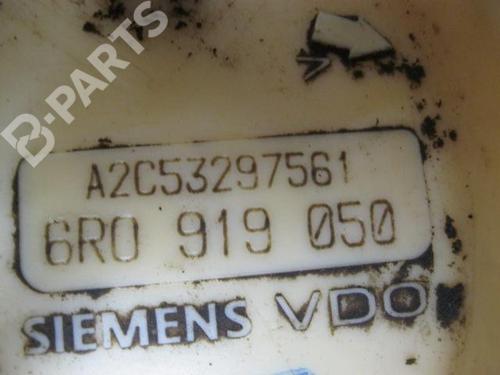 B-PARTS
A2C53297561
6R0 919 050
SIEMENS VDO